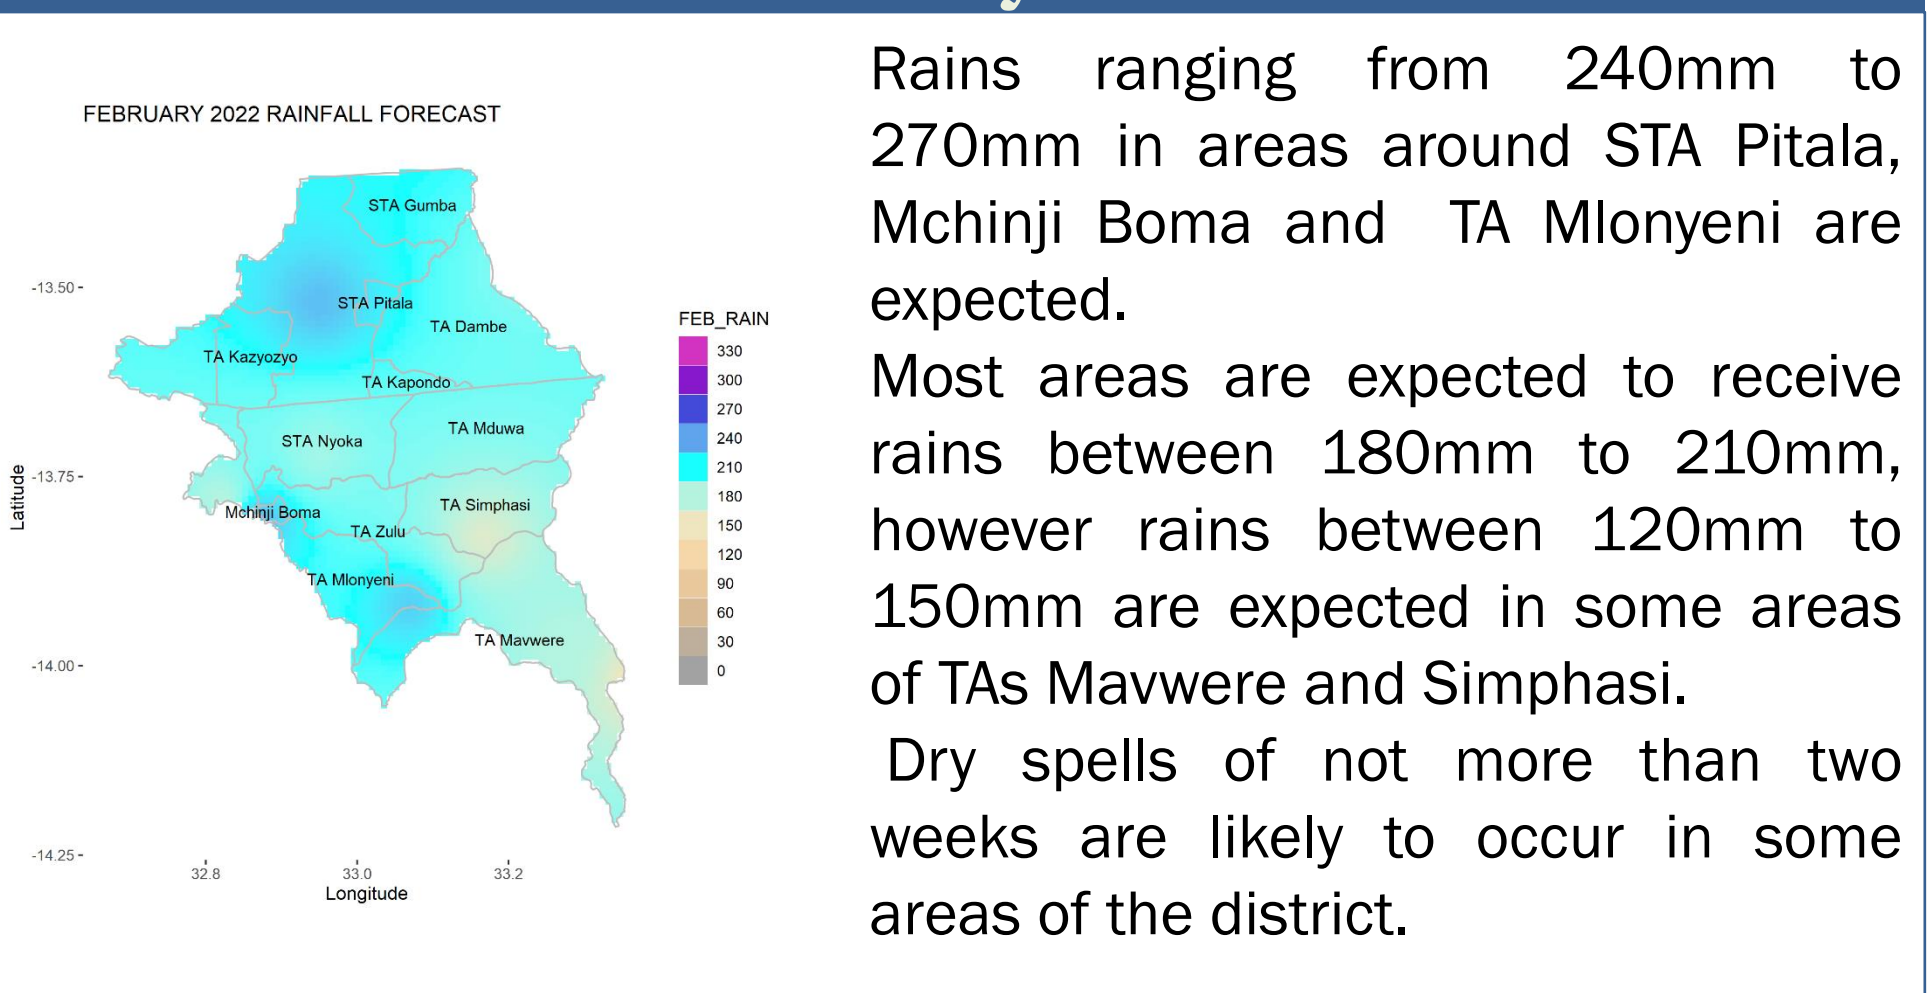 FEBRUARY 2022 RAINFALL FORECAST
STA Gumba
-13.50
STA Pitala
TA Dambe
TA Kazyozyo
TA Kapondo
STA Nyoka
TA Mduwa
-13.75
TA Simphasi
Mchinji Boma
TA Zulu
TA Mlonyeni
TA Mavwere
-14.00
-14.25
Latitude
32.8 33.0 33.2
Longitude
FEB_RAIN
330
300
270
240
210
180
150
120
90
60
30
0
Rains ranging from 240mm to
270mm in areas around STA Pitala,
Mchinji Boma and TA Mlonyeni are
expected.
Most areas are expected to receive
rains between 180mm to 210mm,
however rains between 120mm to
150mm are expected in some areas
of TAs Mavwere and Simphasi.
Dry spells of not more than two
weeks are likely to occur in some
areas of the district.